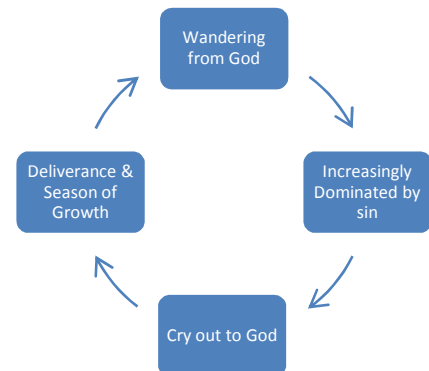 Wandering
from God
Increasingly
Dominated by
sin
Cry out to God
Deliverance &
Season of
Growth